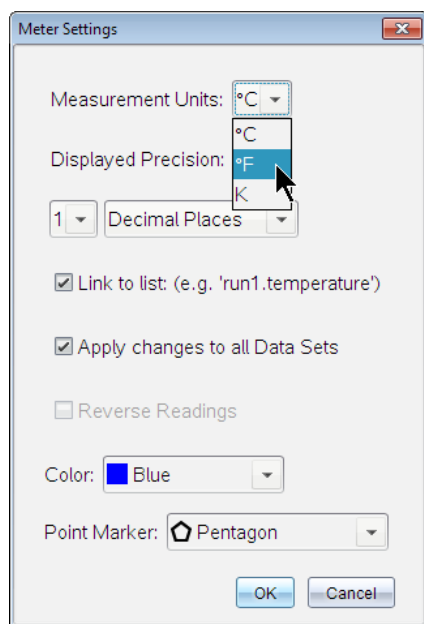 Meter Settings
Measurement Units: °C
°C
°F
K
Displayed Precision:
1 Decimal Places
Link to list: (e.g. 'run1.temperature')
Apply changes to all Data Sets
Reverse Readings
Color: Blue
Point Marker: Pentagon
OK Cancel